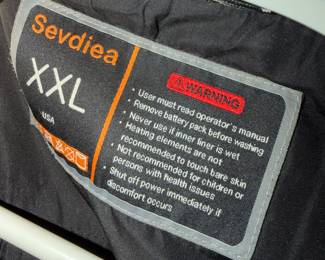 Sevdiea
XXL
USA
WARNING
• User must read operator's manual
• Remove battery pack before washing
• Never use if inner liner is wet
• Heating elements are not
recommended to touch bare skin
• Not recommended for children or
persons with health issues
• Shut off power immediately if
discomfort occurs